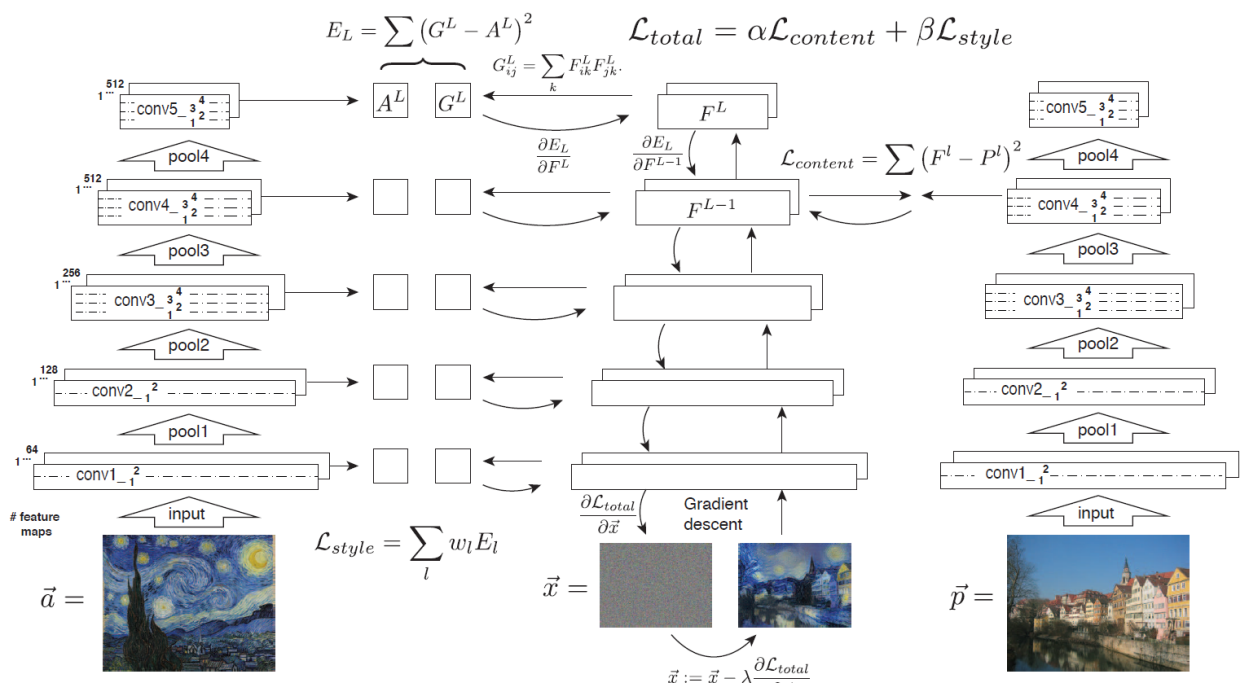 E_L = ∑ (G^L − A^L)^2
ℒ_total = αℒ_content + βℒ_style
G^L_ij = ∑_k F^L_ik F^L_jk.
1 ... 512
conv5_ 1 2 3 4
A^L
G^L
F^L
conv5_ 1 2 3 4
∂E_L / ∂F^L
∂E_L / ∂F^{L−1}
pool4
ℒ_content = ∑ (F^l − P^l)^2
pool4
1 ... 512
conv4_ 1 2 3 4
F^{L−1}
conv4_ 1 2 3 4
pool3
pool3
1 ... 256
conv3_ 1 2 3 4
conv3_ 1 2 3 4
pool2
pool2
1 ... 128
conv2_ 1 2
conv2_ 1 2
pool1
pool1
1 ... 64
conv1_ 1 2
conv1_ 1 2
# feature maps
input
∂ℒ_total / ∂x⃗
Gradient
descent
input
ℒ_style = ∑_l w_l E_l
a⃗ =
x⃗ =
p⃗ =
x⃗ := x⃗ − λ ∂ℒ_total